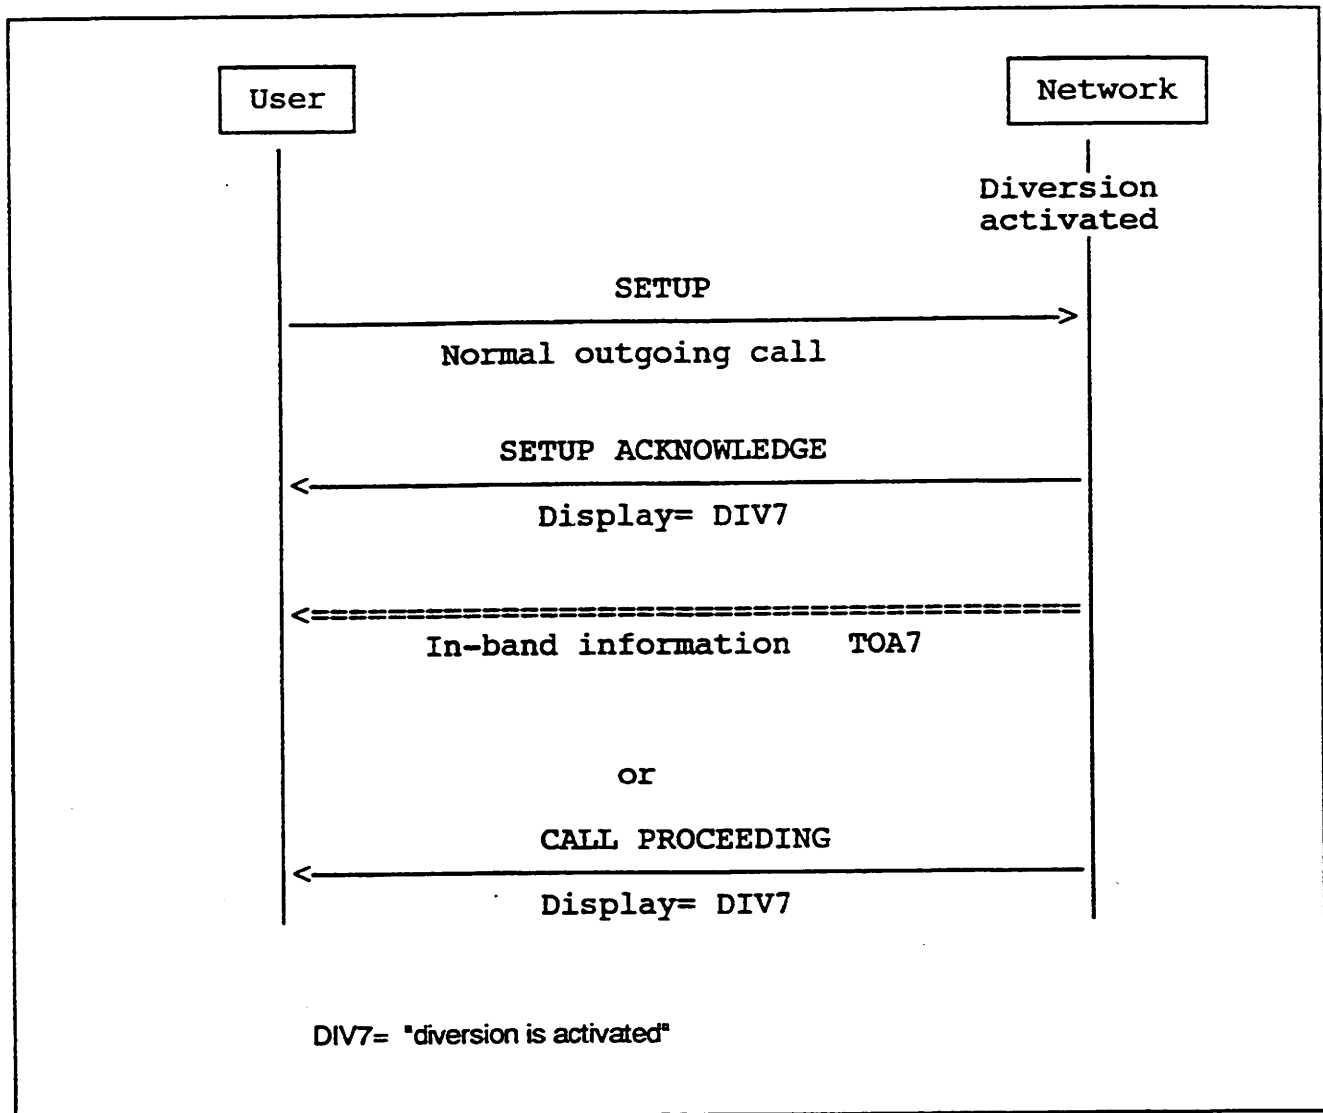 User
Network
Diversion
activated
SETUP
Normal outgoing call
SETUP ACKNOWLEDGE
Display= DIV7
In-band information TOA7
or
CALL PROCEEDING
Display= DIV7
DIV7= "diversion is activated"